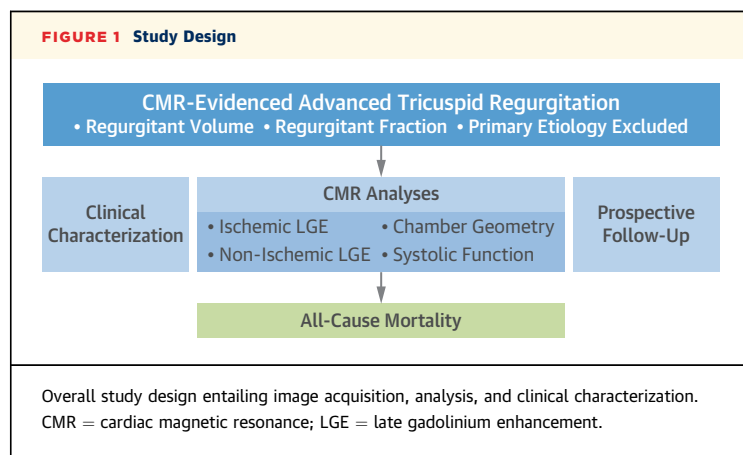 FIGURE 1 Study Design
CMR-Evidenced Advanced Tricuspid Regurgitation
• Regurgitant Volume • Regurgitant Fraction • Primary Etiology Excluded
Clinical
Characterization
CMR Analyses
• Ischemic LGE • Chamber Geometry
• Non-Ischemic LGE • Systolic Function
Prospective
Follow-Up
All-Cause Mortality
Overall study design entailing image acquisition, analysis, and clinical characterization.
CMR = cardiac magnetic resonance; LGE = late gadolinium enhancement.